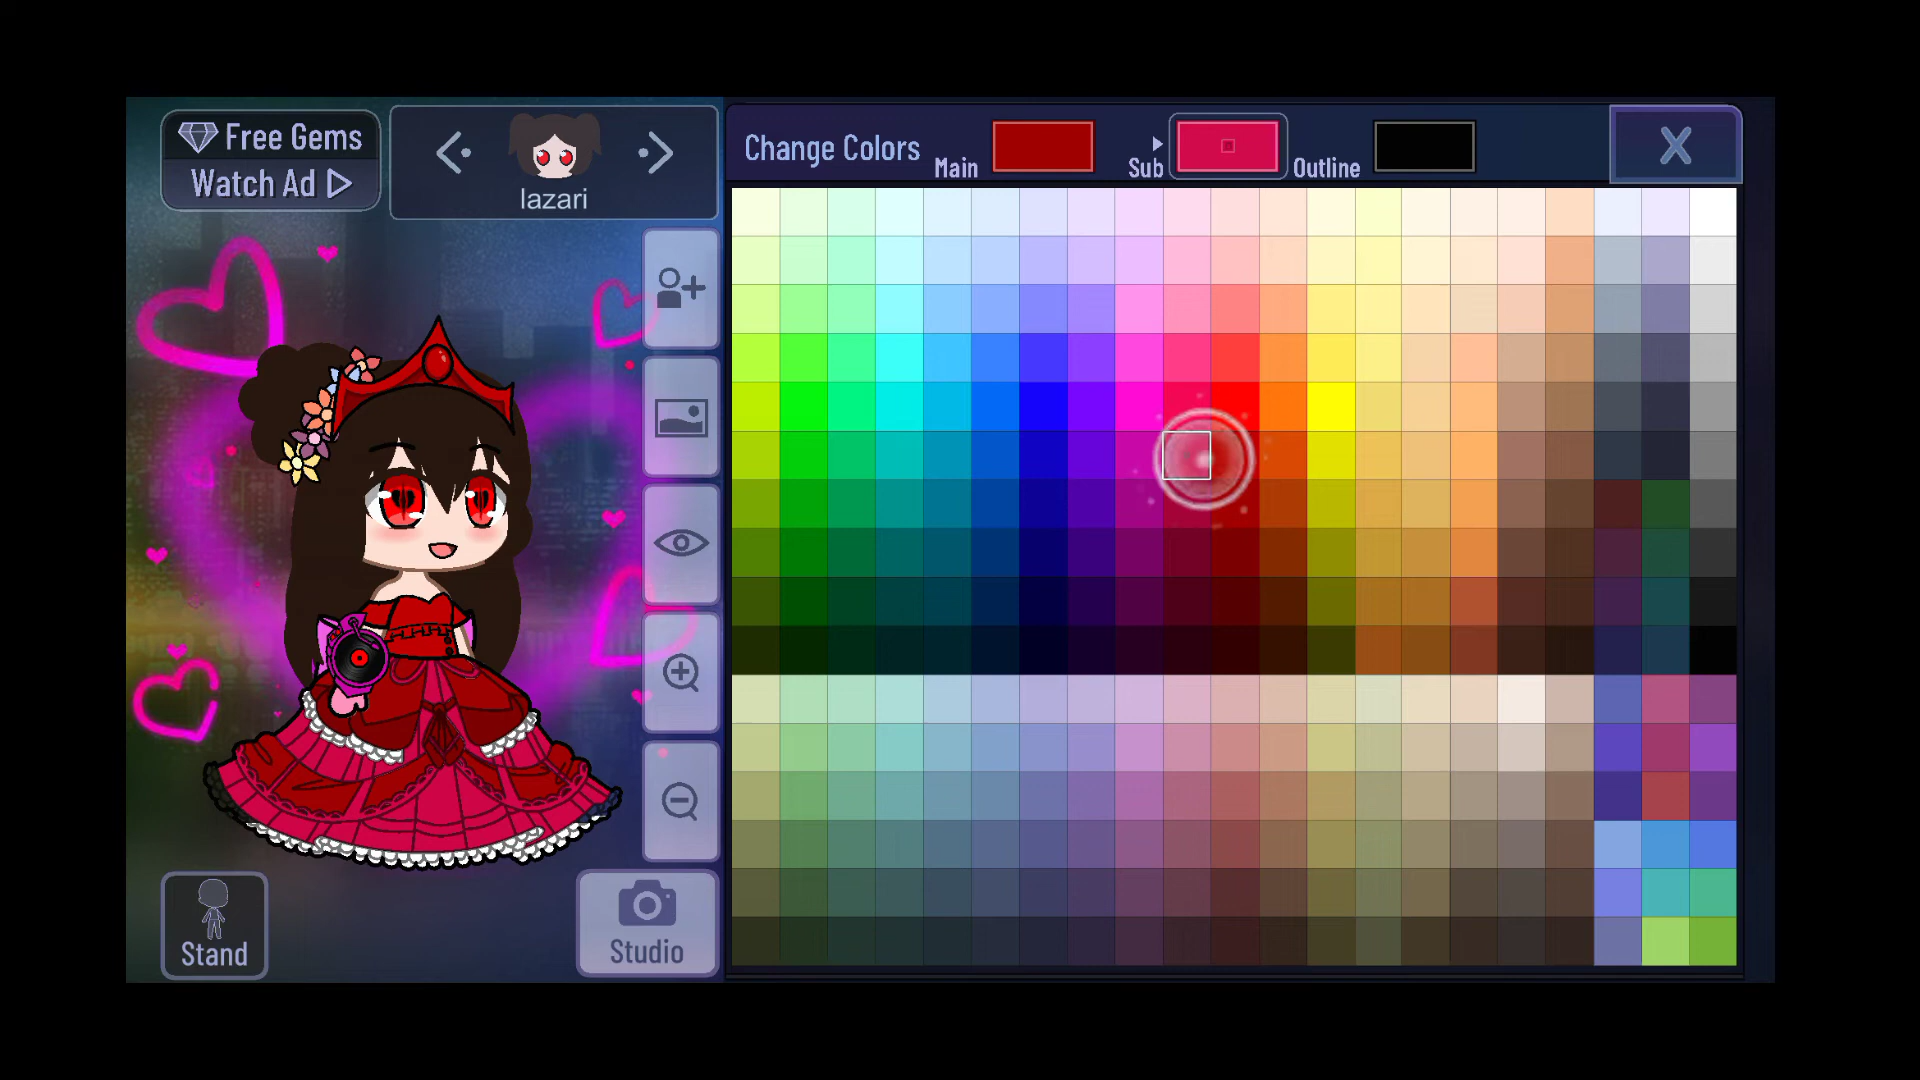 Free Gems
Watch Ad
lazari
Change Colors
Main
Sub
Outline
X
Stand
Studio